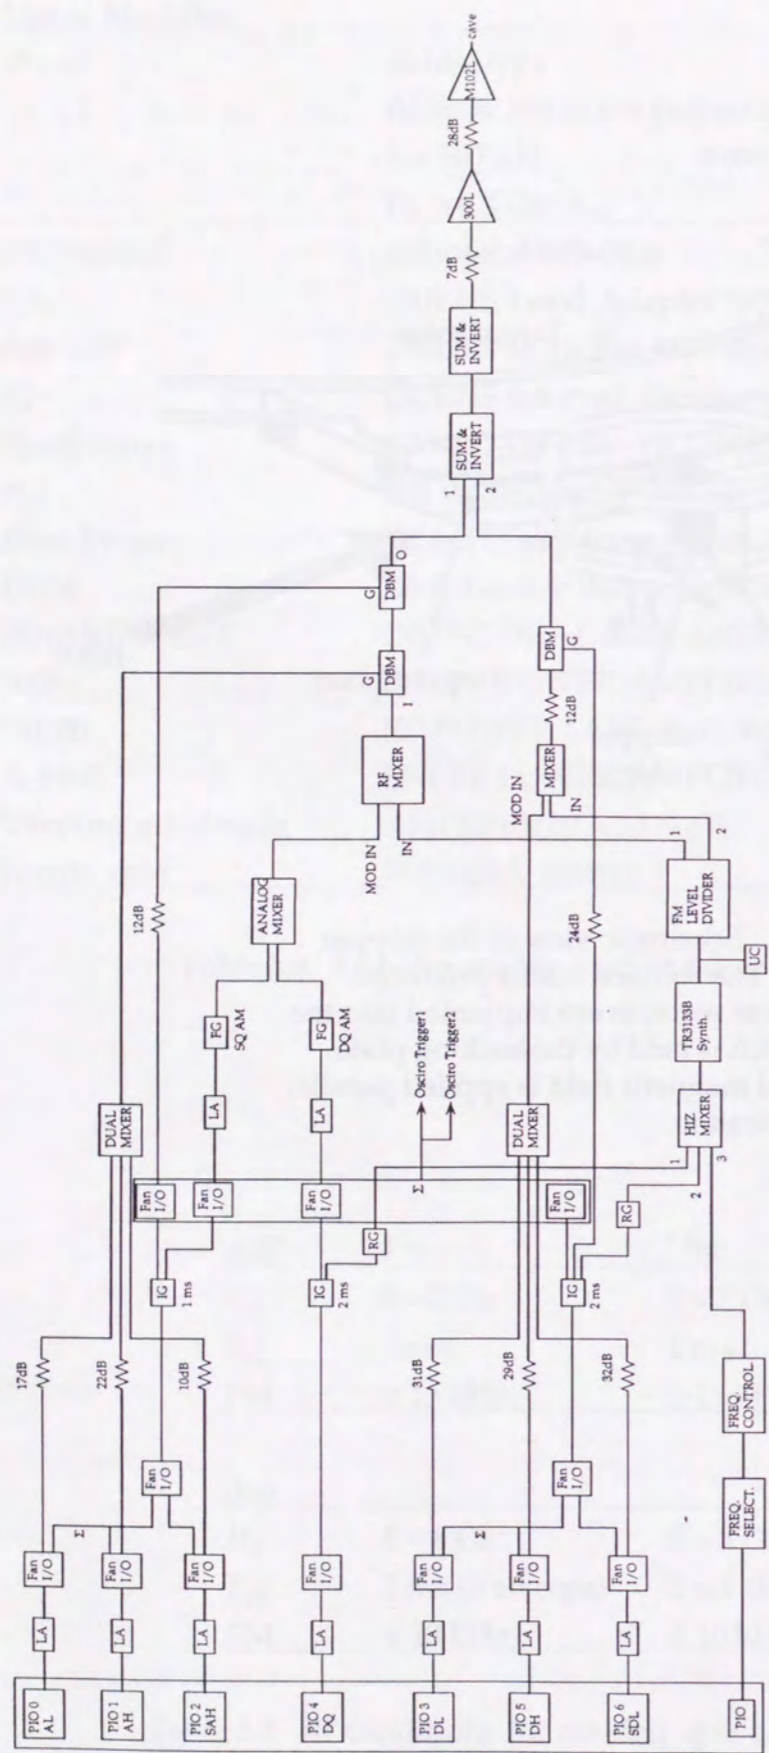 PIO 0
AL
LA
Fan
I/O
17dB
PIO 1
AH
LA
Fan
I/O
22dB
PIO 2
SAH
LA
Fan
I/O
10dB
Σ
Fan
I/O
IG
1 ms
DUAL
MIXER
Fan
I/O
12dB
Fan
I/O
LA
FG
SQ AM
PIO 4
DQ
LA
Fan
I/O
IG
2 ms
Fan
I/O
LA
FG
DQ AM
ANALOG
MIXER
MOD IN
IN
RF
MIXER
1
G
DBM
G
DBM
O
RG
Σ
Osciro Trigger1
Osciro Trigger2
PIO 3
DL
LA
Fan
I/O
31dB
PIO 5
DH
LA
Fan
I/O
29dB
PIO 6
SDL
LA
Fan
I/O
32dB
Σ
Fan
I/O
IG
2 ms
DUAL
MIXER
Fan
I/O
24dB
MOD IN
IN
MIXER
12dB
DBM
G
1
2
SUM &
INVERT
SUM &
INVERT
7dB
300L
28dB
M102L
cave
PIO
FREQ.
SELECT.
FREQ.
CONTROL
RG
1
2
3
HIZ
MIXER
TR3133B
Synth.
UC
FM
LEVEL
DIVIDER
1
2